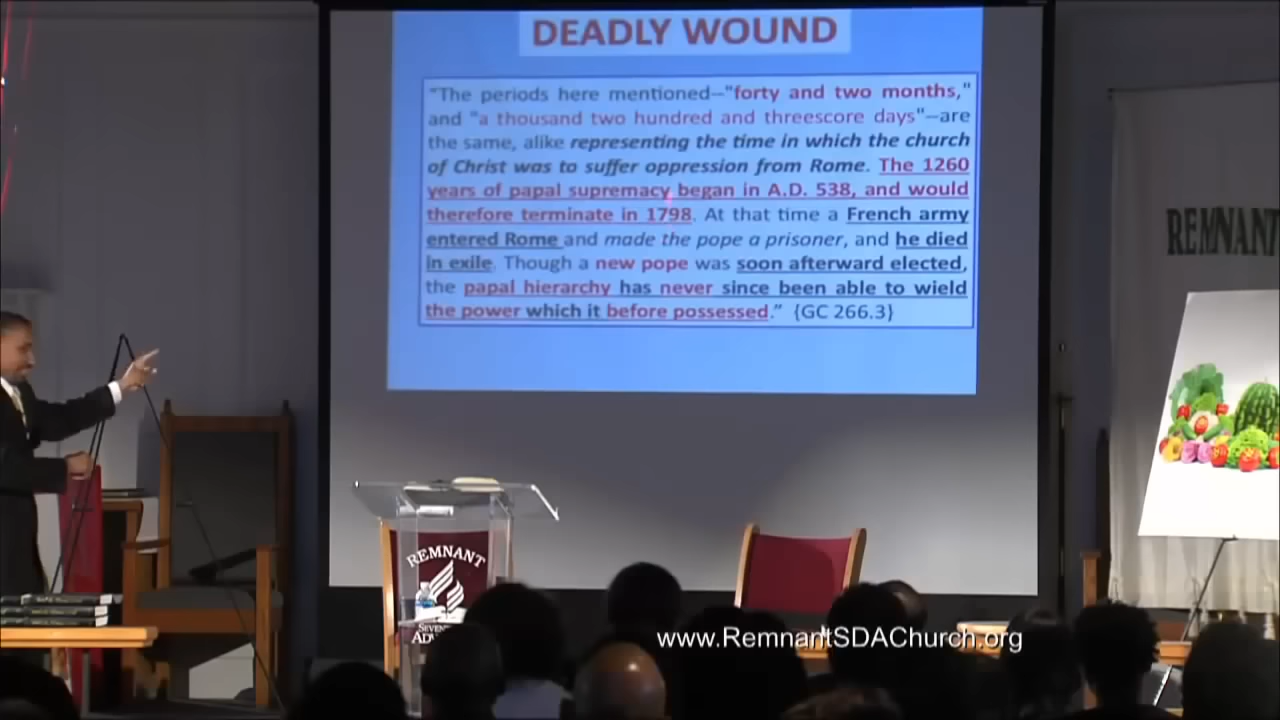 DEADLY WOUND
"The periods here mentioned—"forty and two months,"
and "a thousand two hundred and threescore days"—are
the same, alike representing the time in which the church
of Christ was to suffer oppression from Rome. The 1260
years of papal supremacy began in A.D. 538, and would
therefore terminate in 1798. At that time a French army
entered Rome and made the pope a prisoner, and he died
in exile. Though a new pope was soon afterward elected,
the papal hierarchy has never since been able to wield
the power which it before possessed." {GC 266.3}
REMNANT
REMNANT
www.RemnantSDAChurch.org